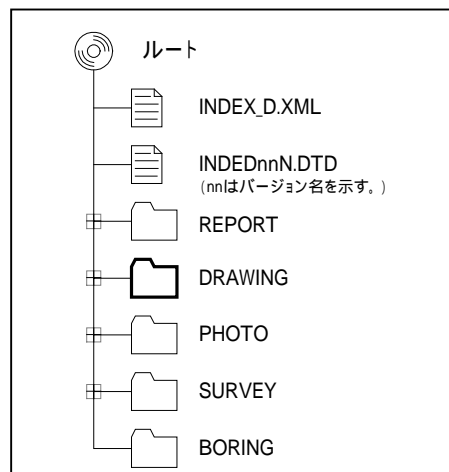 ルート
INDEX_D.XML
INDEDnnN.DTD
(nnはバージョン名を示す。)
REPORT
DRAWING
PHOTO
SURVEY
BORING